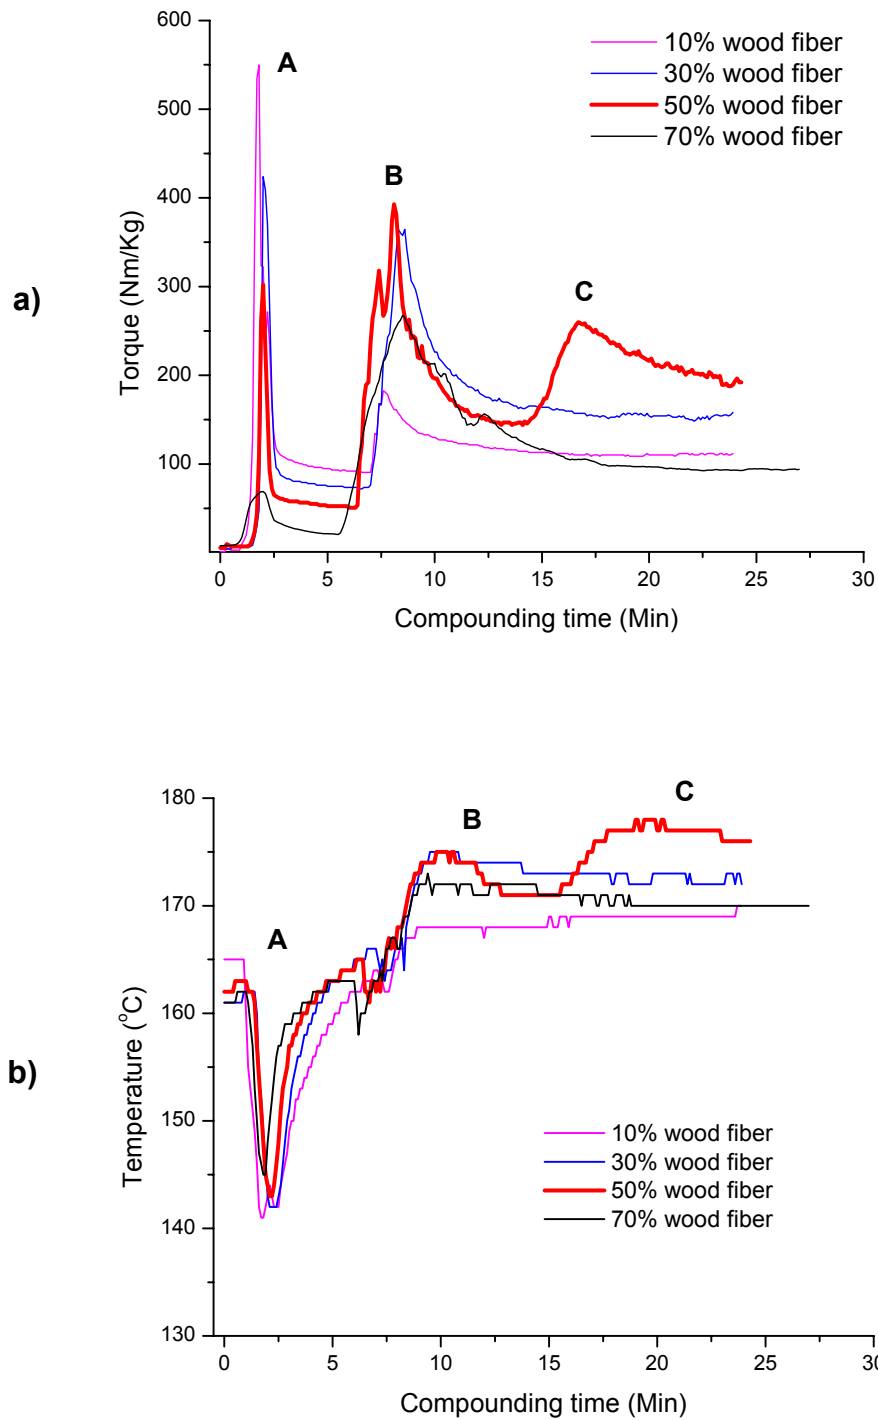 600
500
400
300
200
100
Torque (Nm/Kg)
a)
A
B
C
10% wood fiber
30% wood fiber
50% wood fiber
70% wood fiber
0
5
10
15
20
25
30
Compounding time (Min)
180
170
160
150
140
130
Temperature (°C)
b)
A
B
C
10% wood fiber
30% wood fiber
50% wood fiber
70% wood fiber
0
5
10
15
20
25
30
Compounding time (Min)